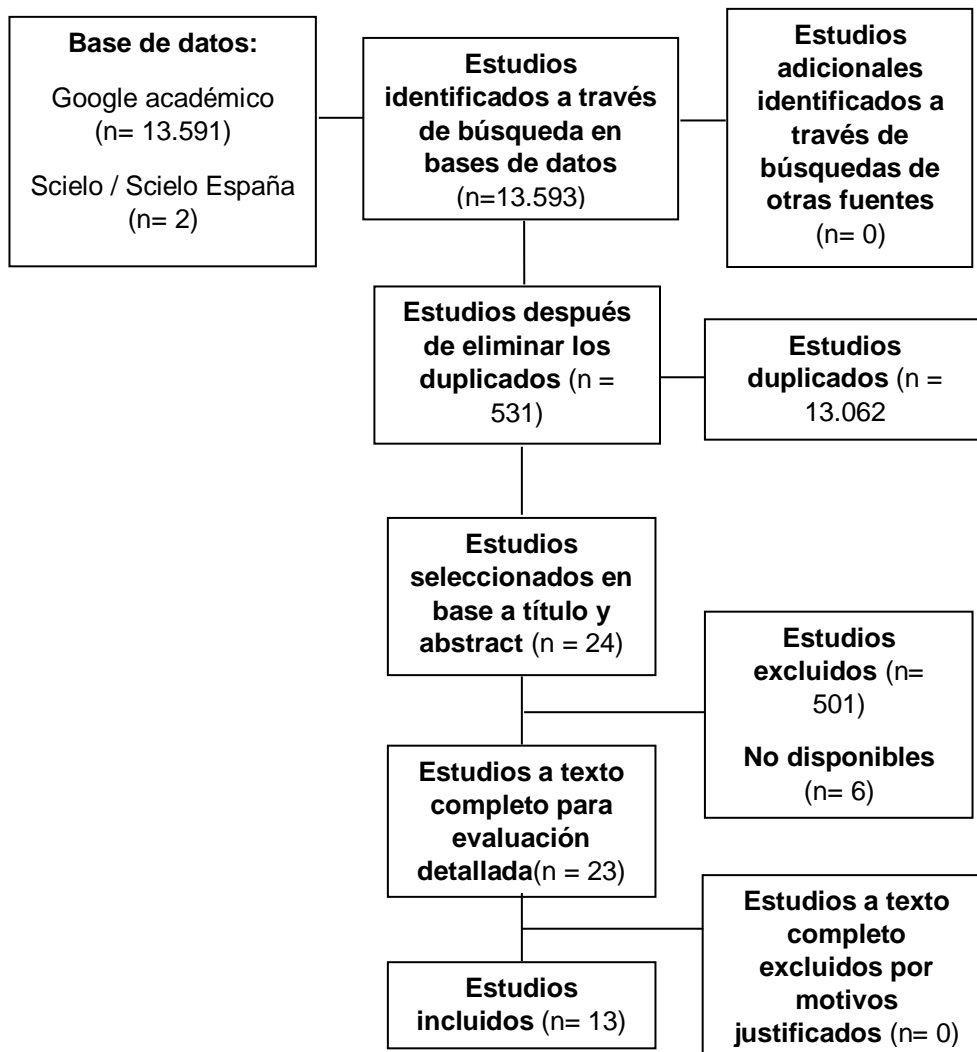 Base de datos:
Google académico
(n= 13.591)
Scielo / Scielo España
(n= 2)
Estudios
identificados a través
de búsqueda en
bases de datos
(n=13.593)
Estudios
adicionales
identificados a
través de
búsquedas de
otras fuentes
(n= 0)
Estudios después
de eliminar los
duplicados (n =
531)
Estudios
duplicados (n =
13.062
Estudios
seleccionados en
base a título y
abstract (n = 24)
Estudios
excluidos (n=
501)
No disponibles
(n= 6)
Estudios a texto
completo para
evaluación
detallada(n = 23)
Estudios a texto
completo
excluidos por
motivos
justificados (n= 0)
Estudios
incluidos (n= 13)